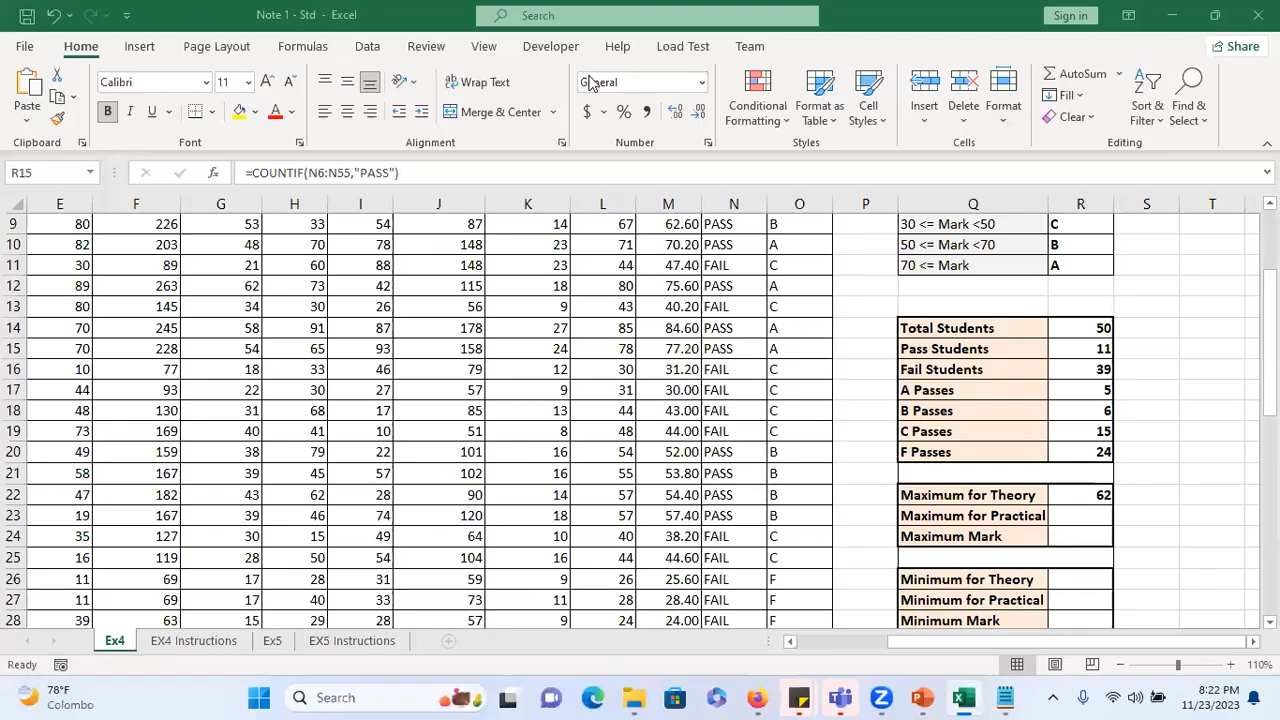 Note 1 - Std - Excel
Search
Sign in
File Home Insert Page Layout Formulas Data Review View Developer Help Load Test Team Share
Paste
Calibri 11
B I U A
Wrap Text
Merge & Center
General
$ % ,
Conditional Formatting
Format as Table
Cell Styles
Insert Delete Format
AutoSum
Fill
Clear
Sort & Filter
Find & Select
Clipboard Font Alignment Number Styles Cells Editing
R15 fx =COUNTIF(N6:N55,"PASS")
E F G H I J K L M N O P Q R S T
9 80 226 53 33 54 87 14 67 62.60 PASS B 30 <= Mark <50 C
10 82 203 48 70 78 148 23 71 70.20 PASS A 50 <= Mark <70 B
11 30 89 21 60 88 148 23 44 47.40 FAIL C 70 <= Mark A
12 89 263 62 73 42 115 18 80 75.60 PASS A
13 80 145 34 30 26 56 9 43 40.20 FAIL C
14 70 245 58 91 87 178 27 85 84.60 PASS A Total Students 50
15 70 228 54 65 93 158 24 78 77.20 PASS A Pass Students 11
16 10 77 18 33 46 79 12 30 31.20 FAIL C Fail Students 39
17 44 93 22 30 27 57 9 31 30.00 FAIL C A Passes 5
18 48 130 31 68 17 85 13 44 43.00 FAIL C B Passes 6
19 73 169 40 41 10 51 8 48 44.00 FAIL C C Passes 15
20 49 159 38 79 22 101 16 54 52.00 PASS B F Passes 24
21 58 167 39 45 57 102 16 55 53.80 PASS B
22 47 182 43 62 28 90 14 57 54.40 PASS B Maximum for Theory 62
23 19 167 39 46 74 120 18 57 57.40 PASS B Maximum for Practical
24 35 127 30 15 49 64 10 40 38.20 FAIL C Maximum Mark
25 16 119 28 50 54 104 16 44 44.60 FAIL C
26 11 69 17 28 31 59 9 26 25.60 FAIL F Minimum for Theory
27 11 69 17 40 33 73 11 28 28.40 FAIL F Minimum for Practical
28 39 63 15 29 28 57 9 24 24.00 FAIL F Minimum Mark
Ex4 EX4 Instructions Ex5 EX5 Instructions
Ready 110%
78°F
Colombo
Search
8:22 PM
11/23/2023